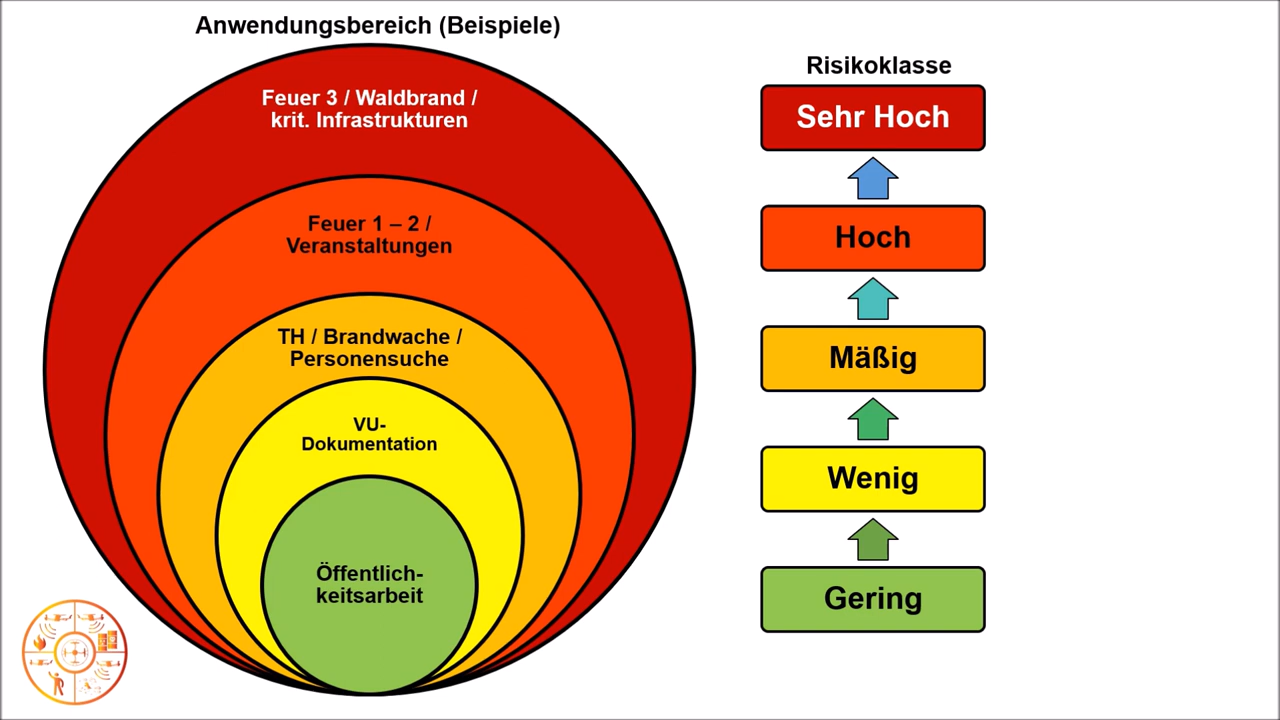 Anwendungsbereich (Beispiele)
Feuer 3 / Waldbrand /
krit. Infrastrukturen
Feuer 1 – 2 /
Veranstaltungen
TH / Brandwache /
Personensuche
VU-
Dokumentation
Öffentlich-
keitsarbeit
Risikoklasse
Sehr Hoch
Hoch
Mäßig
Wenig
Gering